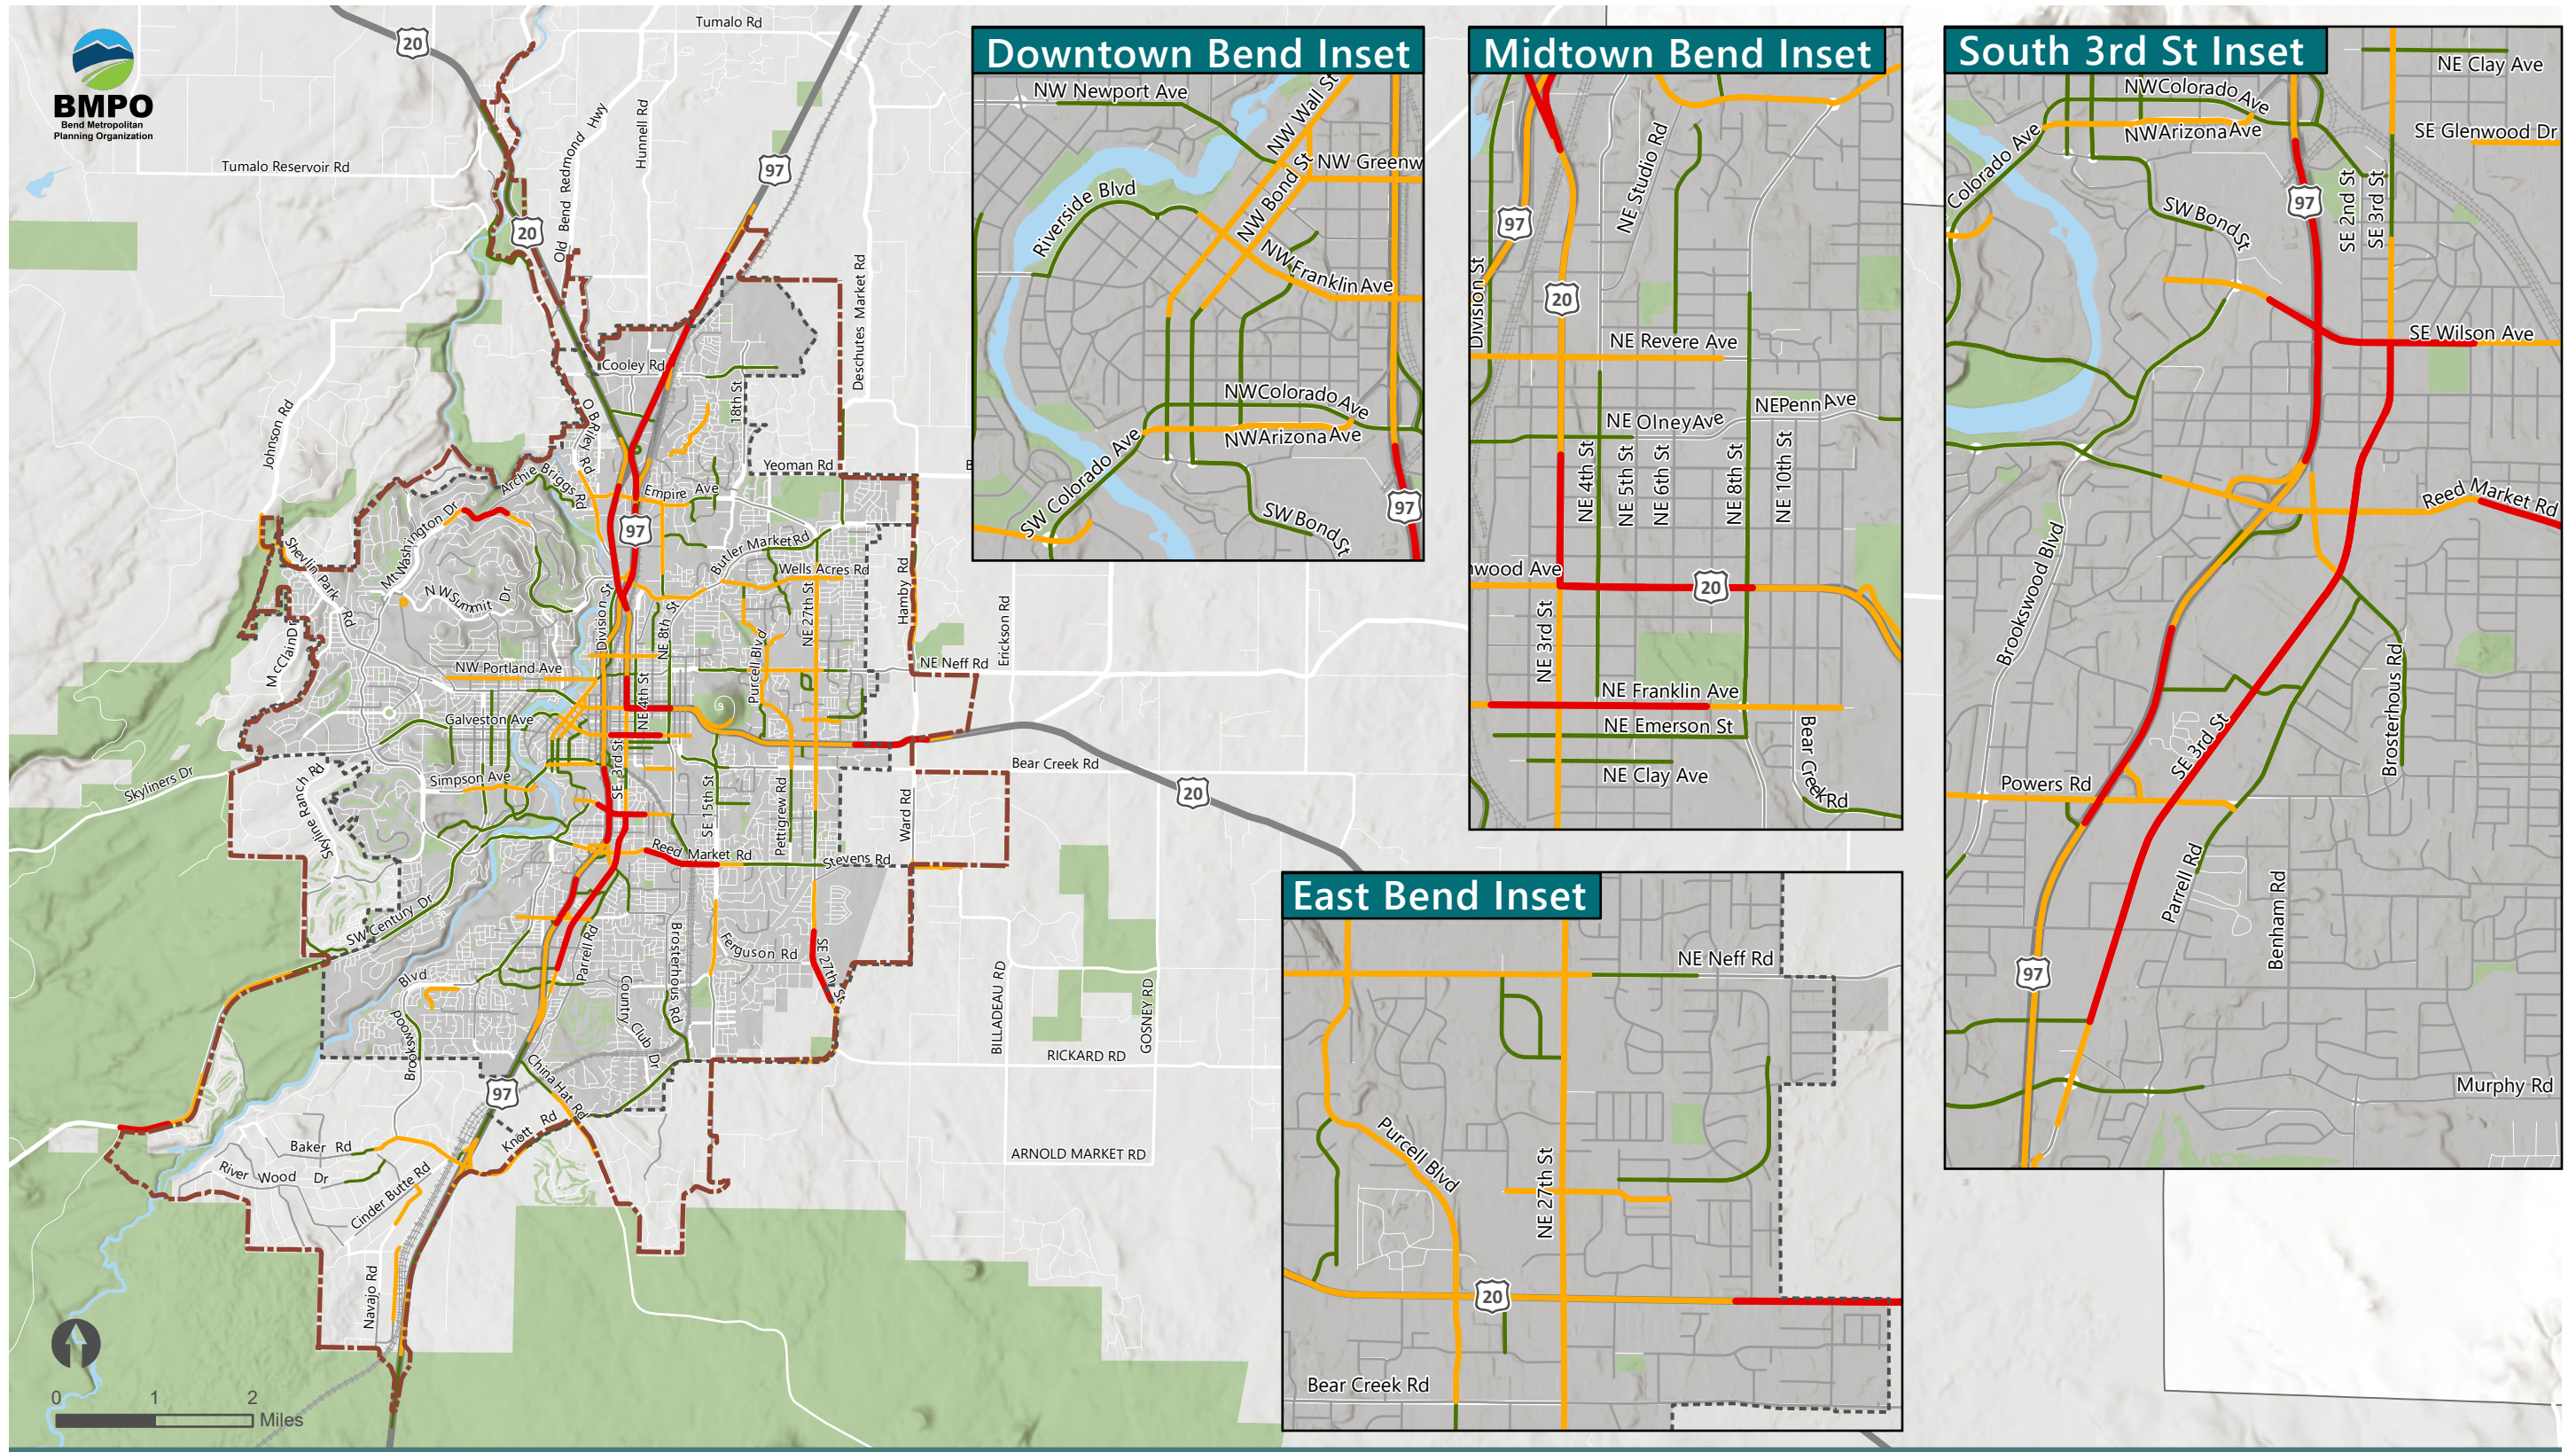 BMPO
Bend Metropolitan
Planning Organization
20
Tumalo Rd
Tumalo Reservoir Rd
Old Bend Redmond Hwy
Hunnell Rd
97
20
Deschutes Market Rd
Cooley Rd
18th St
Johnson Rd
O B Riley Rd
Yeoman Rd
B
Archie Briggs Rd
Empire Ave
97
Mt Washington Dr
Shevlin Park Rd
Butler Market Rd
Wells Acres Rd
Hamby Rd
NW Summit Dr
Division St
NE 8th St
NE 27th St
Erickson Rd
McClain Dr
NW Portland Ave
Purcell Blvd
NE Neff Rd
NE 4th St
Galveston Ave
SE 3rd St
Bear Creek Rd
20
Skyliners Dr
Skyline Ranch Rd
Simpson Ave
SE 15th St
Pettigrew Rd
Ward Rd
Reed Market Rd
Stevens Rd
SW Century Dr
Parrell Rd
Brosterhous Rd
Ferguson Rd
SE 27th St
Brookswood Blvd
Country Club Dr
BILLADEAU RD
GOSNEY RD
RICKARD RD
97
China Hat Rd
Knott Rd
Baker Rd
River Wood Dr
Cinder Butte Rd
ARNOLD MARKET RD
Navajo Rd
0 1 2
Miles
Downtown Bend Inset
NW Newport Ave
NW Wall St
NW Bond St
NW Greenw
Riverside Blvd
NW Franklin Ave
NW Colorado Ave
NW Arizona Ave
SW Colorado Ave
SW Bond St
97
Midtown Bend Inset
NE Studio Rd
97
20
Division St
NE Revere Ave
NE Olney Ave
NE Penn Ave
NE 4th St
NE 5th St
NE 6th St
NE 8th St
NE 10th St
nwood Ave
20
NE 3rd St
NE Franklin Ave
NE Emerson St
NE Clay Ave
Bear Creek Rd
East Bend Inset
NE Neff Rd
Purcell Blvd
NE 27th St
20
Bear Creek Rd
South 3rd St Inset
NE Clay Ave
NW Colorado Ave
NW Arizona Ave
SE Glenwood Dr
Colorado Ave
97
SE 2nd St
SE 3rd St
SW Bond St
SE Wilson Ave
Reed Market Rd
Brookswood Blvd
Brosterhous Rd
SE 3rd St
Powers Rd
Parrell Rd
Benham Rd
97
Murphy Rd